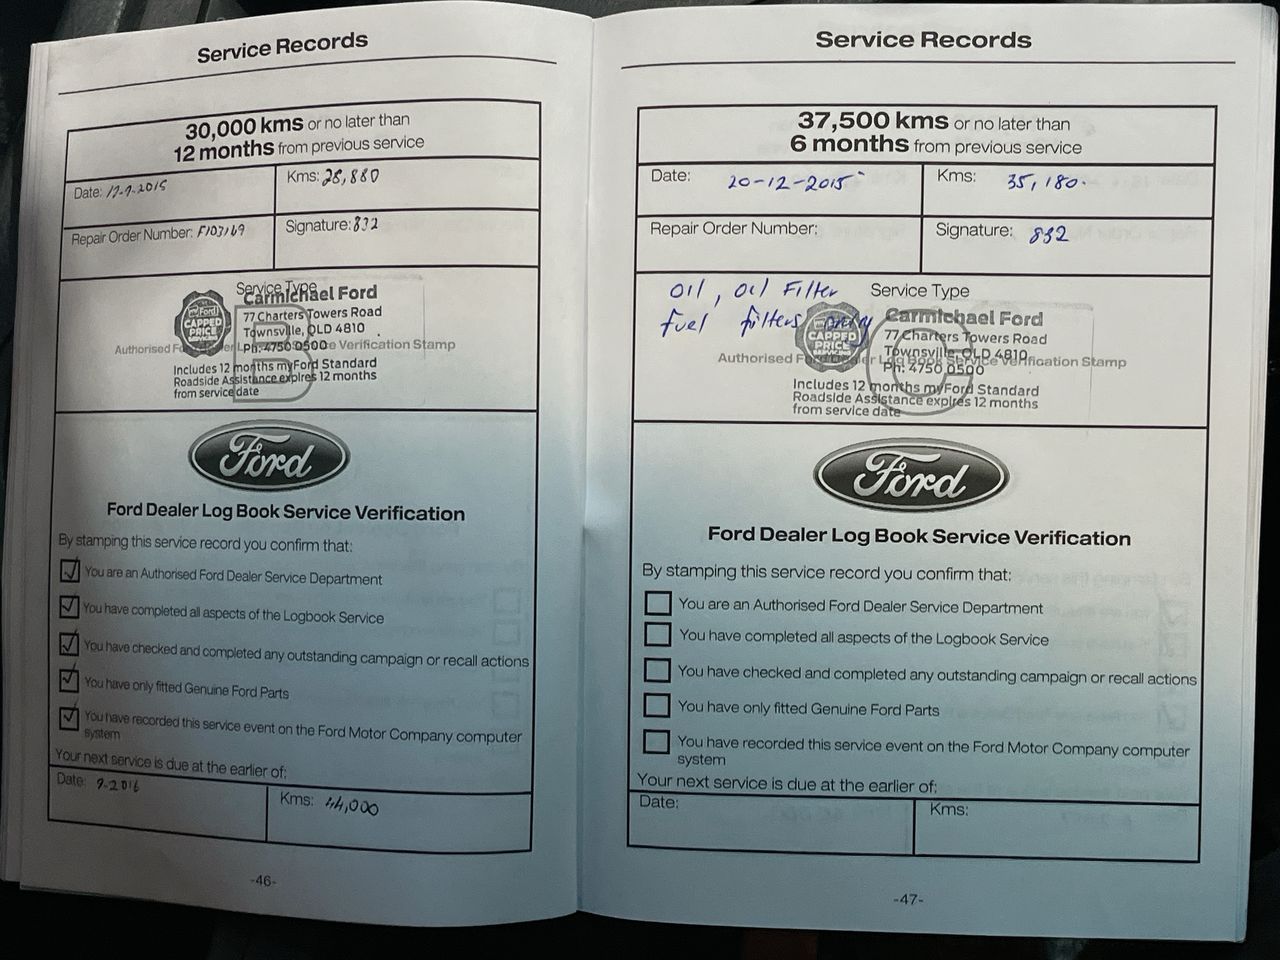 Service Records
30,000 kms or no later than
12 months from previous service
Date: 17-9-2015
Kms: 28,880
Repair Order Number: F103169
Signature: 832
Service Type
Carmichael Ford
77 Charters Towers Road
Townsville, QLD 4810
Ph: 4750 0500
myFord
CAPPED
PRICE
SERVICING
Authorised Ford Dealer Log Book Service Verification Stamp
B
Includes 12 months myFord Standard
Roadside Assistance expires 12 months
from service date
Ford
Ford Dealer Log Book Service Verification
By stamping this service record you confirm that:
You are an Authorised Ford Dealer Service Department
You have completed all aspects of the Logbook Service
You have checked and completed any outstanding campaign or recall actions
You have only fitted Genuine Ford Parts
You have recorded this service event on the Ford Motor Company computer
system
Your next service is due at the earlier of:
Date: 9-2016
Kms: 44,000
-46-
Service Records
37,500 kms or no later than
6 months from previous service
Date: 20-12-2015
Kms: 35,180.
Repair Order Number:
Signature: 832
Oil, Oil Filter
Fuel filters only
Service Type
Carmichael Ford
77 Charters Towers Road
Townsville, QLD 4810
Ph: 4750 0500
CAPPED
PRICE
SERVICING
Authorised Ford Dealer Log Book Service Verification Stamp
C
Includes 12 months myFord Standard
Roadside Assistance expires 12 months
from service date
Ford
Ford Dealer Log Book Service Verification
By stamping this service record you confirm that:
You are an Authorised Ford Dealer Service Department
You have completed all aspects of the Logbook Service
You have checked and completed any outstanding campaign or recall actions
You have only fitted Genuine Ford Parts
You have recorded this service event on the Ford Motor Company computer
system
Your next service is due at the earlier of:
Date:
Kms:
-47-